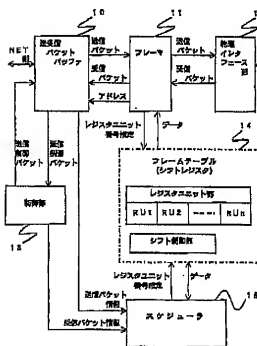 10
11
NET
側
送受信
パケット
バッファ
送信
パケット
受信
パケット
アドレス
フレーマ
送信
パケット
受信
パケット
物理
インタ
フェース
部
レジスタユニット
番号指定
データ
14
送信
制御
パケット
受信
制御
パケット
制御部
13
フレームテーブル
(シフトレジスタ)
レジスタユニット部
RU1
RU2
RUn
シフト制御部
レジスタユニット
番号指定
データ
送信パケット
情報
受信パケット情報
スケジューラ